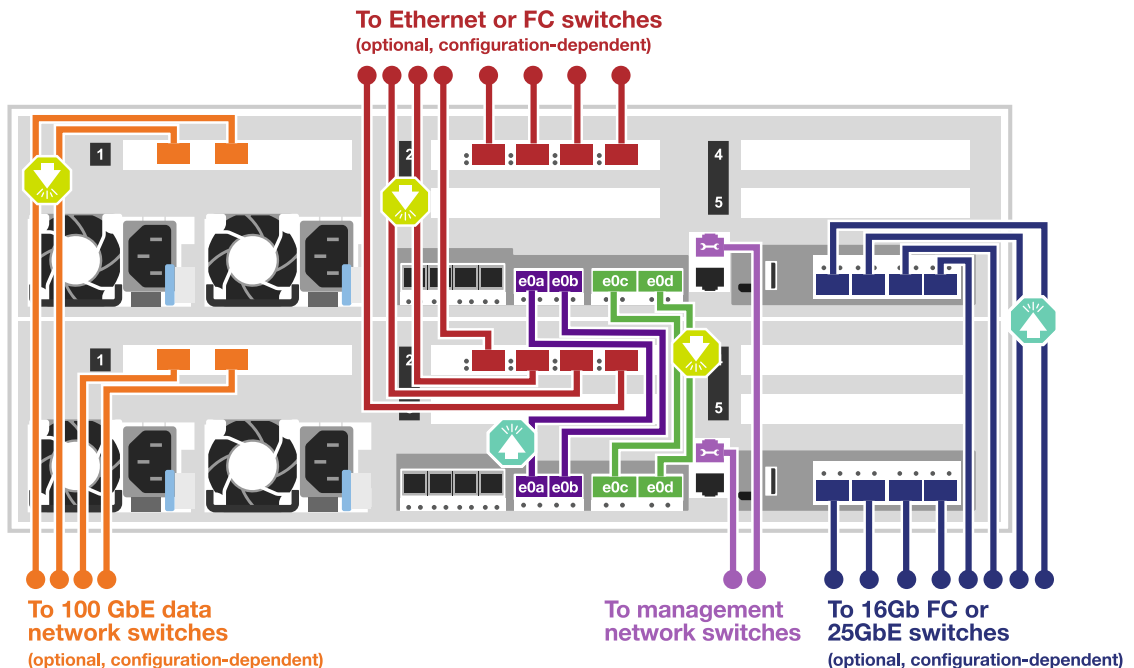 To Ethernet or FC switches
(optional, configuration-dependent)
1
2
4
5
e0a e0b e0c e0d
1
2
5
e0a e0b e0c e0d
To 100 GbE data
network switches
(optional, configuration-dependent)
To management
network switches
To 16Gb FC or
25GbE switches
(optional, configuration-dependent)